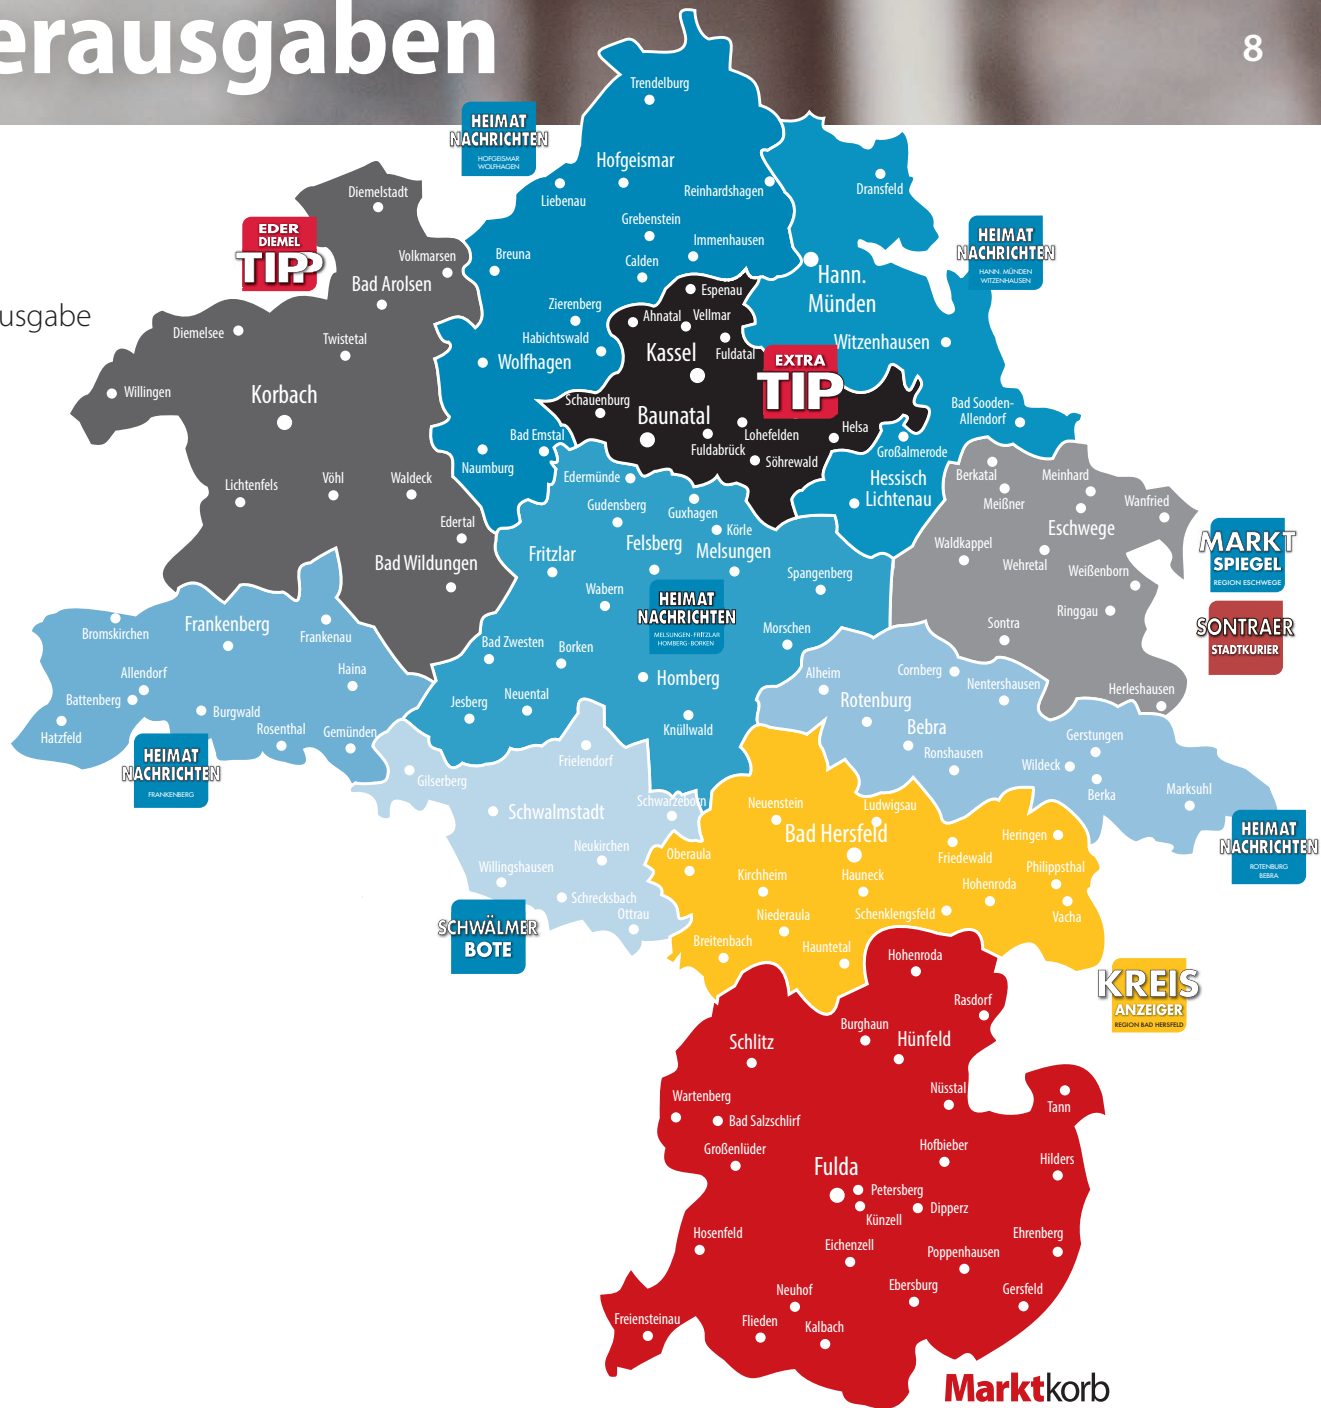 erausgaben
8
usgabe
Trendelburg
HEIMAT
NACHRICHTEN
HOFGEISMAR
WOLFHAGEN
Hofgeismar
Liebenau
Reinhardshagen
Dransfeld
Grebenstein
Immenhausen
Calden
Breuna
Zierenberg
Habichtswald
Wolfhagen
Bad Emstal
Naumburg
Diemelstadt
EDER
DIEMEL
TIPP
Volkmarsen
Bad Arolsen
Diemelsee
Twistetal
Willingen
Korbach
Lichtenfels
Vöhl
Waldeck
Edertal
Bad Wildungen
HEIMAT
NACHRICHTEN
HANN. MÜNDEN
WITZENHAUSEN
Hann.
Münden
Witzenhausen
Bad Sooden-
Allendorf
Großalmerode
Hessisch
Lichtenau
Espenau
Ahnatal
Vellmar
Kassel
Fuldatal
EXTRA
TIP
Schauenburg
Baunatal
Lohefelden
Helsa
Fuldabrück
Söhrewald
Edermünde
Gudensberg
Guxhagen
Körle
Felsberg
Melsungen
Fritzlar
Spangenberg
Wabern
HEIMAT
NACHRICHTEN
MELSUNGEN · FRITZLAR
HOMBERG · BORKEN
Morschen
Bad Zwesten
Borken
Homberg
Jesberg
Neuental
Knüllwald
Berkatal
Meinhard
Meißner
Wanfried
Eschwege
Waldkappel
Wehretal
Weißenborn
Ringgau
Sontra
Herleshausen
MARKT
SPIEGEL
REGION ESCHWEGE
SONTRAER
STADTKURIER
Bromskirchen
Frankenberg
Frankenau
Allendorf
Haina
Battenberg
Burgwald
Rosenthal
Gemünden
Hatzfeld
HEIMAT
NACHRICHTEN
FRANKENBERG
Alheim
Cornberg
Nentershausen
Rotenburg
Bebra
Ronshausen
Gerstungen
Wildeck
Berka
Marksuhl
HEIMAT
NACHRICHTEN
ROTENBURG
BEBRA
Frielendorf
Gilserberg
Schwarzeborn
Schwalmstadt
Neukirchen
Willingshausen
Schrecksbach
Ottrau
SCHWÄLMER
BOTE
Neuenstein
Ludwigsau
Bad Hersfeld
Heringen
Oberaula
Friedewald
Philippsthal
Kirchheim
Hauneck
Hohenroda
Niederaula
Schenklengsfeld
Vacha
Breitenbach
Hauntetal
KREIS
ANZEIGER
REGION BAD HERSFELD
Hohenroda
Rasdorf
Burghaun
Hünfeld
Schlitz
Nüsstal
Wartenberg
Tann
Bad Salzschlirf
Großenlüder
Hofbieber
Hilders
Fulda
Petersberg
Künzell
Dipperz
Hosenfeld
Eichenzell
Ehrenberg
Poppenhausen
Neuhof
Ebersburg
Gersfeld
Freiensteinau
Flieden
Kalbach
Marktkorb